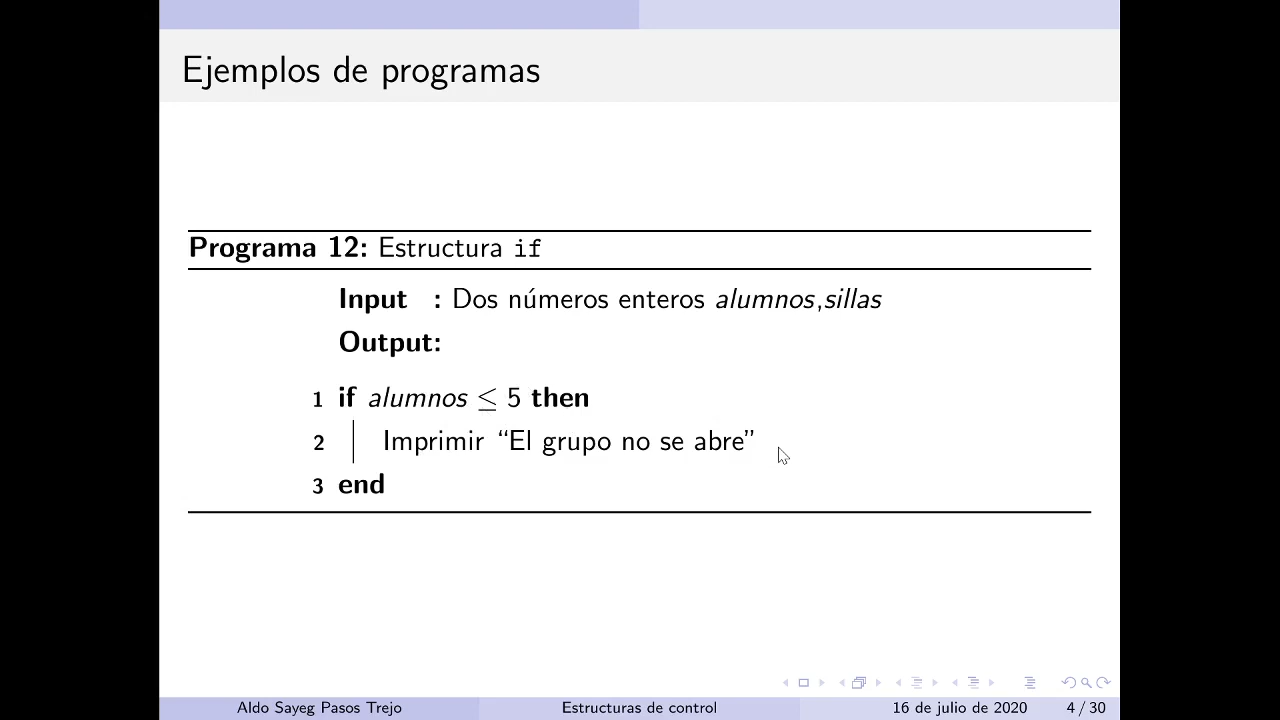 Ejemplos de programas
Programa 12: Estructura if
Input : Dos números enteros alumnos,sillas
Output:
1 if alumnos ≤ 5 then
2 Imprimir “El grupo no se abre”
3 end
Aldo Sayeg Pasos Trejo Estructuras de control 16 de julio de 2020 4 / 30